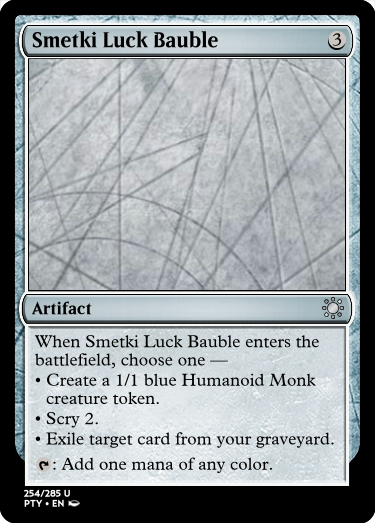 Smetki Luck Bauble 3
Artifact
When Smetki Luck Bauble enters the
battlefield, choose one —
• Create a 1/1 blue Humanoid Monk
creature token.
• Scry 2.
• Exile target card from your graveyard.
: Add one mana of any color.
254/285 U
PTY • EN